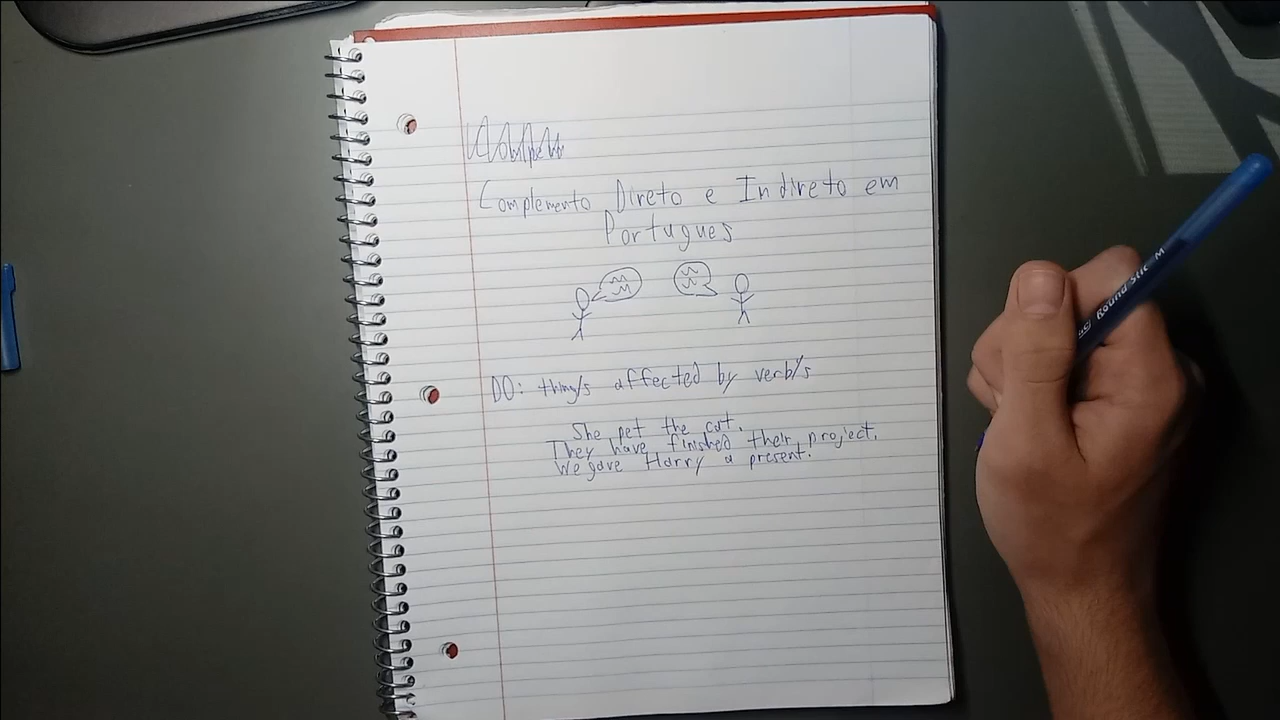 Complemento Direto e Indireto em
Portugues
DO: thing/s affected by verb/s
She pet the cat.
They have finished their project.
We gave Harry a present.
Round Stic M